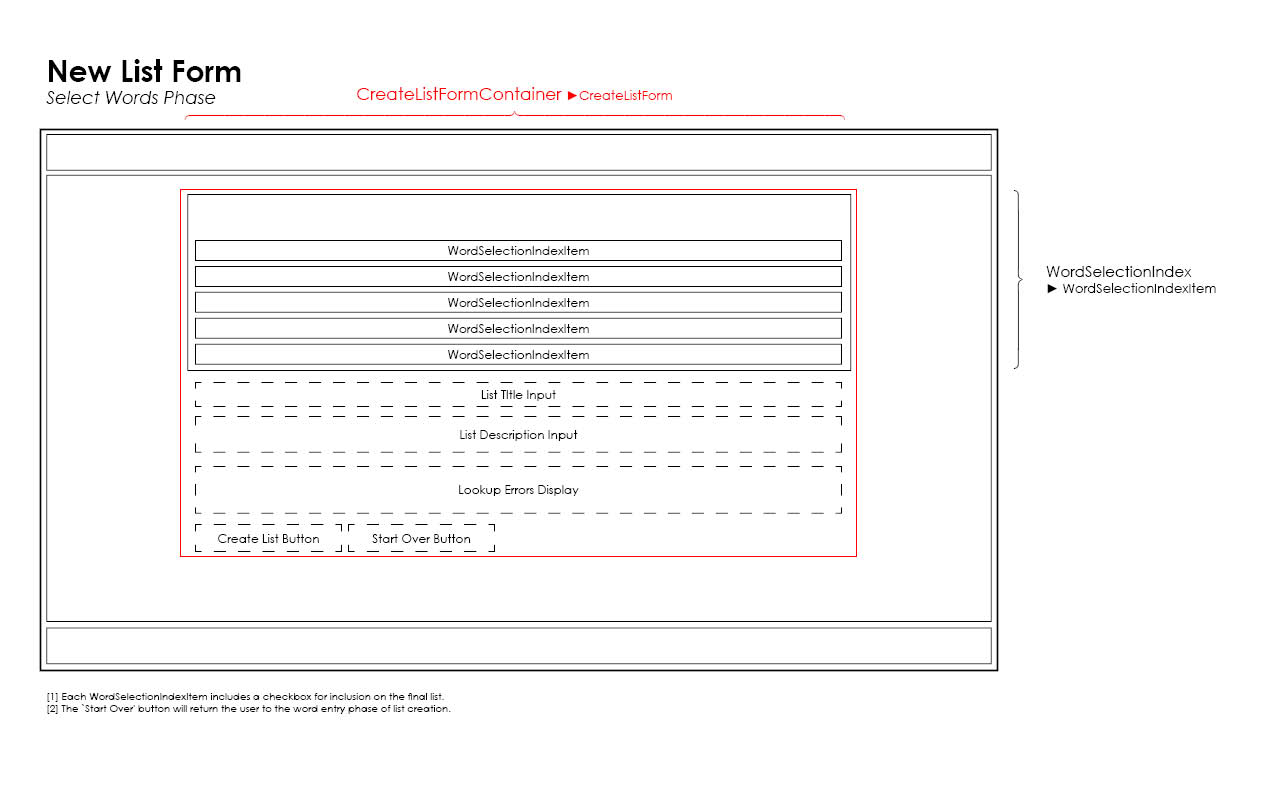 New List Form
Select Words Phase
CreateListFormContainer ►CreateListForm
WordSelectionIndexItem
WordSelectionIndexItem
WordSelectionIndexItem
WordSelectionIndexItem
WordSelectionIndexItem
WordSelectionIndex
► WordSelectionIndexItem
List TItle Input
List Description Input
Lookup Errors Display
Create List Button
Start Over Button
[1] Each WordSelectionIndexItem includes a checkbox for inclusion on the final list.
[2] The `Start Over' button will return the user to the word entry phase of list creation.